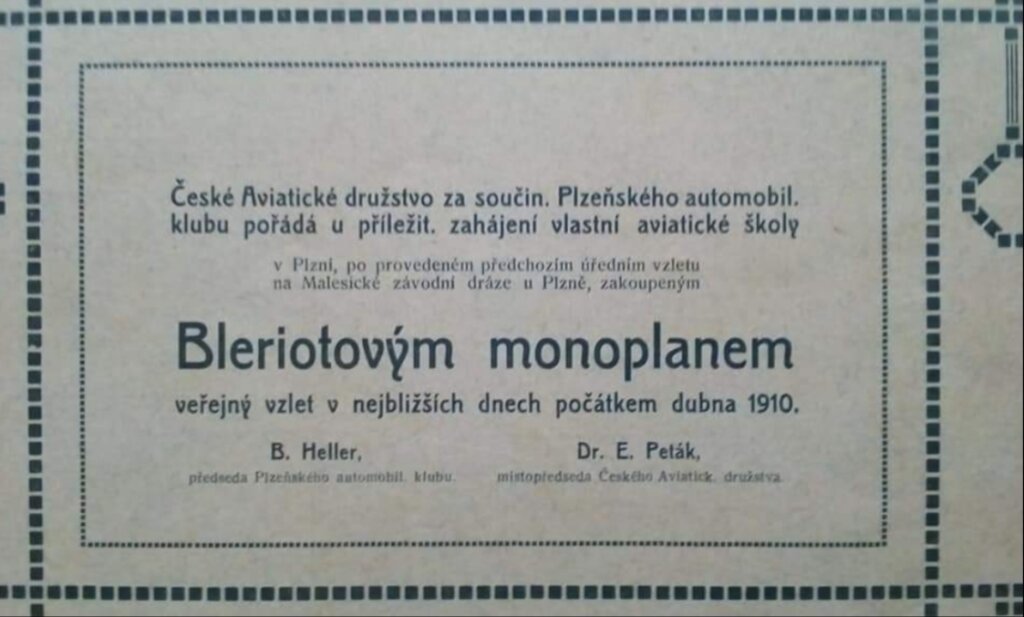 České Aviatické družstvo za součin. Plzeňského automobil.
klubu pořádá u příležit. zahájení vlastní aviatické školy
v Plzni, po provedeném předchozím úředním vzletu
na Malesické závodní dráze u Plzně, zakoupeným
Bleriotovým monoplanem
veřejný vzlet v nejbližších dnech počátkem dubna 1910.
B. Heller,
předseda Plzeňského automobil. klubu.
Dr. E. Peták,
místopředseda Českého Aviatick. družstva.